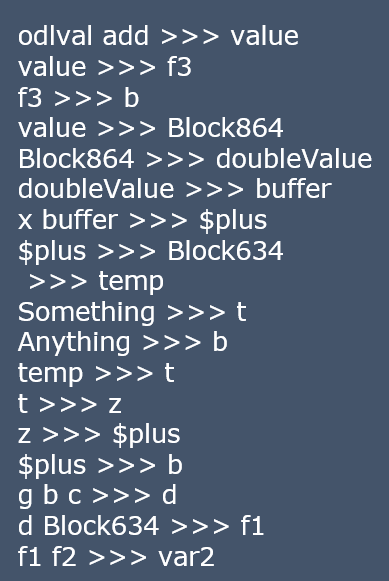 odlval add >>> value
value >>> f3
f3 >>> b
value >>> Block864
Block864 >>> doubleValue
doubleValue >>> buffer
x buffer >>> $plus
$plus >>> Block634
>>> temp
Something >>> t
Anything >>> b
temp >>> t
t >>> z
z >>> $plus
$plus >>> b
g b c >>> d
d Block634 >>> f1
f1 f2 >>> var2